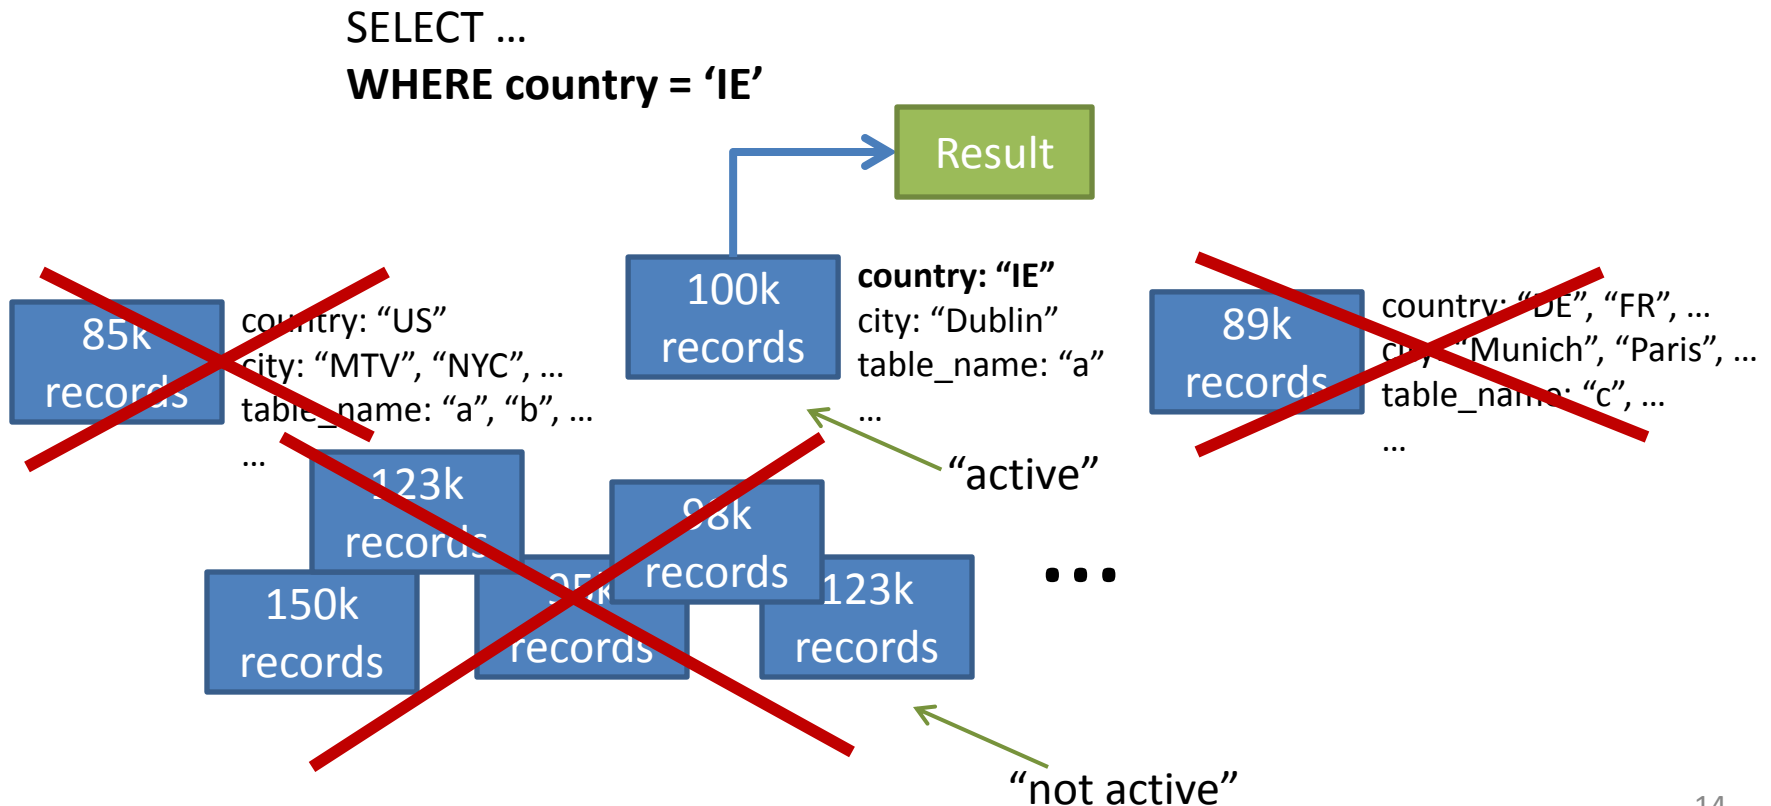 SELECT …
WHERE country = ‘IE’
Result
85k
records
country: “US”
city: “MTV”, “NYC”, …
table_name: “a”, “b”, …
…
100k
records
country: “IE”
city: “Dublin”
table_name: “a”
…
89k
records
country: “DE”, “FR”, …
city: “Munich”, “Paris”, …
table_name: “c”, …
…
“active”
123k
records
98k
records
150k
records
95k
records
123k
records
…
“not active”
14